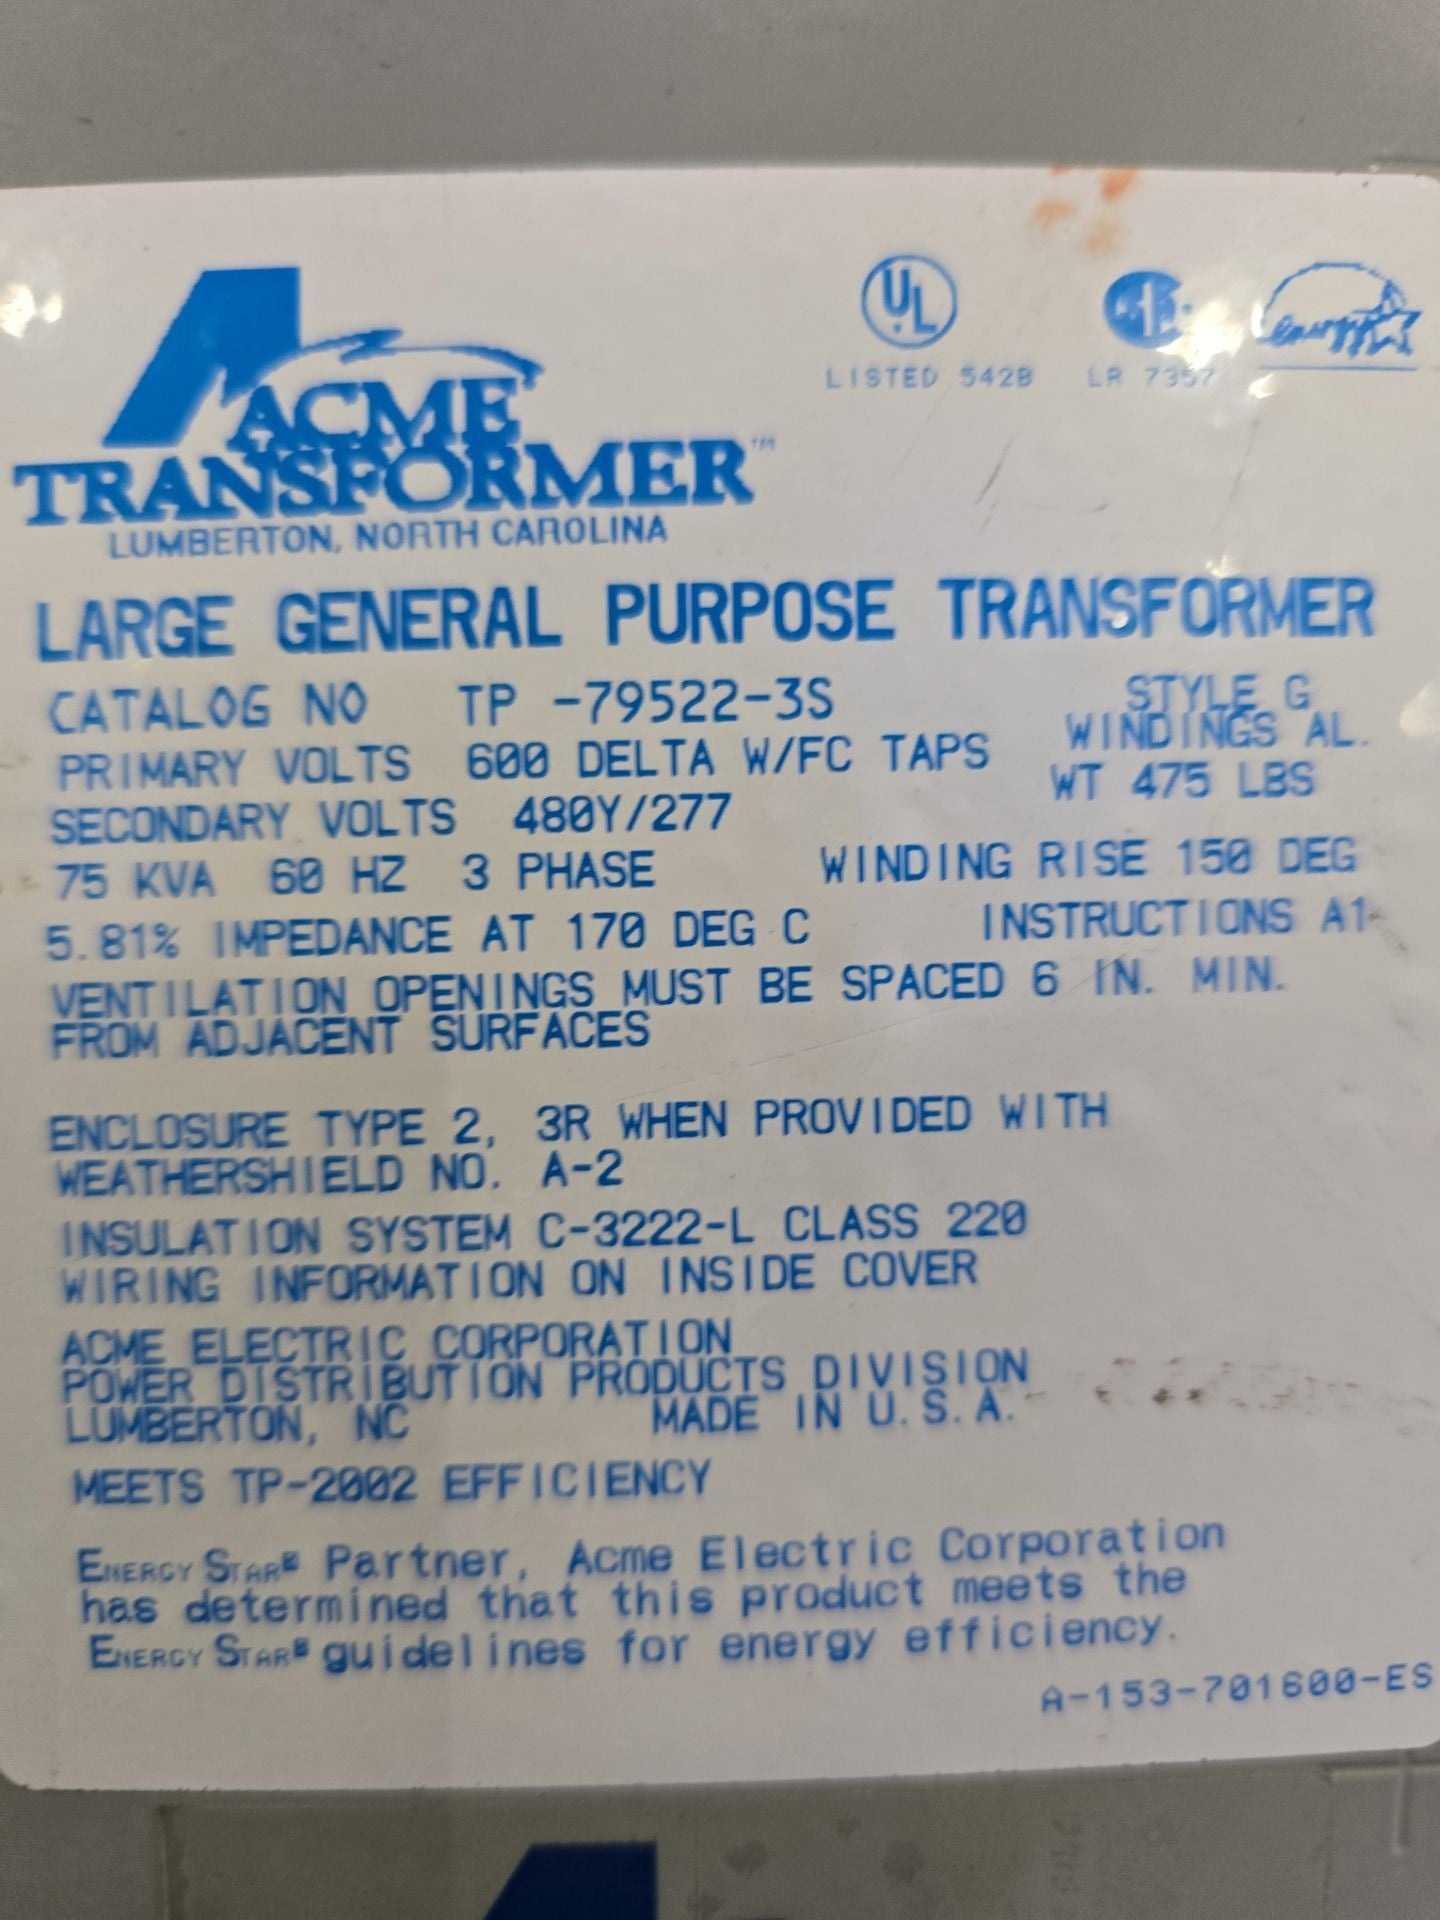 ACME
TRANSFORMER™
LUMBERTON, NORTH CAROLINA
UL
LISTED 542B
LR 7357
energy
LARGE GENERAL PURPOSE TRANSFORMER
CATALOG NO TP -79522-3S
STYLE G
PRIMARY VOLTS 600 DELTA W/FC TAPS
WINDINGS AL.
SECONDARY VOLTS 480Y/277
WT 475 LBS
75 KVA 60 HZ 3 PHASE WINDING RISE 150 DEG
5.81% IMPEDANCE AT 170 DEG C INSTRUCTIONS A1
VENTILATION OPENINGS MUST BE SPACED 6 IN. MIN.
FROM ADJACENT SURFACES
ENCLOSURE TYPE 2, 3R WHEN PROVIDED WITH
WEATHERSHIELD NO. A-2
INSULATION SYSTEM C-3222-L CLASS 220
WIRING INFORMATION ON INSIDE COVER
ACME ELECTRIC CORPORATION
POWER DISTRIBUTION PRODUCTS DIVISION
LUMBERTON, NC MADE IN U.S.A.
MEETS TP-2002 EFFICIENCY
ENERGY STAR® Partner, Acme Electric Corporation
has determined that this product meets the
ENERGY STAR® guidelines for energy efficiency.
A-153-701600-ES